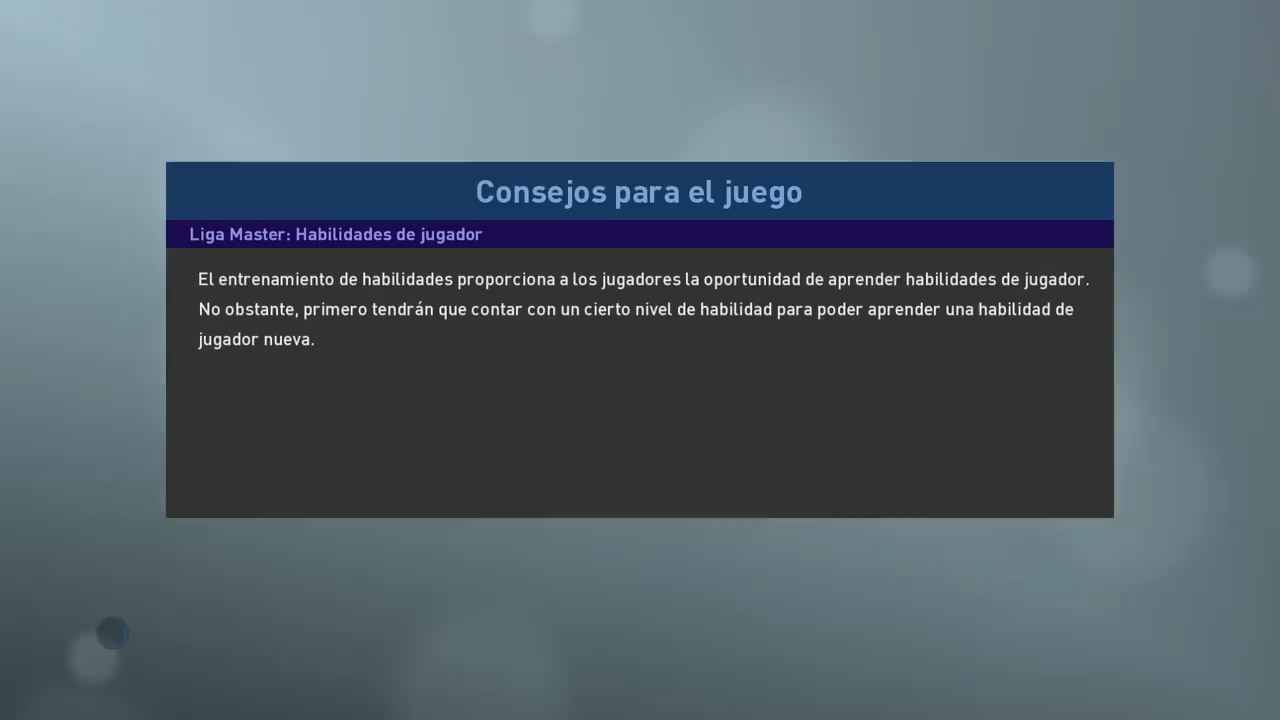 Consejos para el juego
Liga Master: Habilidades de jugador
El entrenamiento de habilidades proporciona a los jugadores la oportunidad de aprender habilidades de jugador.
No obstante, primero tendrán que contar con un cierto nivel de habilidad para poder aprender una habilidad de
jugador nueva.